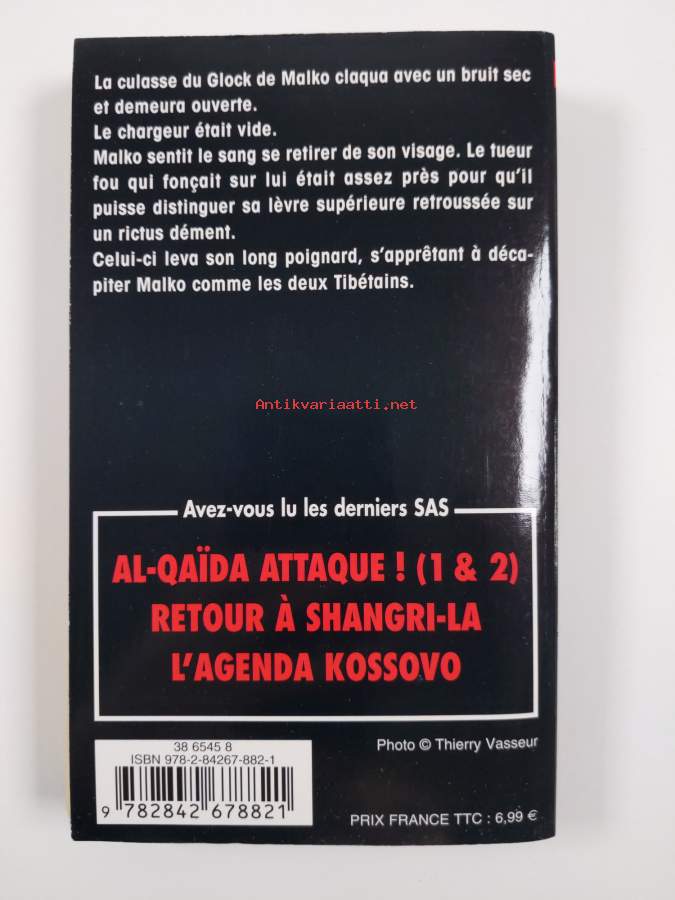 La culasse du Glock de Malko claqua avec un bruit sec
et demeura ouverte.
Le chargeur était vide.
Malko sentit le sang se retirer de son visage. Le tueur
fou qui fonçait sur lui était assez près pour qu'il
puisse distinguer sa lèvre supérieure retroussée sur
un rictus dément.
Celui-ci leva son long poignard, s'apprêtant à déca-
piter Malko comme les deux Tibétains.
Antikvariaatti.net
Avez-vous lu les derniers SAS
AL-QAÏDA ATTAQUE ! (1 & 2)
RETOUR À SHANGRI-LA
L'AGENDA KOSSOVO
38 6545 8
ISBN 978-2-84267-882-1
9 782842 678821
Photo © Thierry Vasseur
PRIX FRANCE TTC : 6,99 €